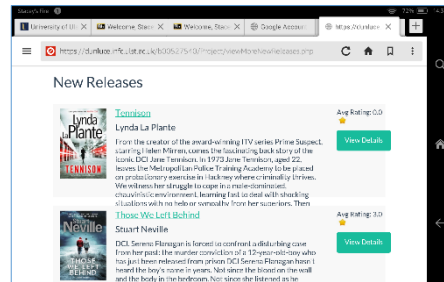 Stacey's Fire
72%
University of Ul
Welcome, Stace
Welcome, Stace
Google Accoun
https://dunluce
viewMoreNewReleases.php
New Releases
Lynda
La Plante
TENNISON
Tennison
Lynda La Plante
From the creator of the award-winning ITV series Prime Suspect,
starring Helen Mirren, comes the fascinating back story of the
iconic DCI Jane Tennison. In 1973 Jane Tennison, aged 22,
leaves the Metropolitan Police Training Academy to be placed
on probationary exercise in Hackney where criminality thrives.
We witness her struggle to cope in a male-dominated,
chauvinistic environment, learning fast to deal with shocking
situations with no help or sympathy from her superiors. Then
Avg Rating: 0.0
View Details
Stuart
Neville
THOSE
WE LEFT
BEHIND
Those We Left Behind
Stuart Neville
DCI Serena Flanagan is forced to confront a disturbing case
from her past: the murder conviction of a 12-year-old boy who
has just been released from prison DCI Serena Flanagan hasn't
heard the boy's name in years. Not since the blood on the wall
and the body in the bedroom. Not since she listened as he
Avg Rating: 3.0
View Details